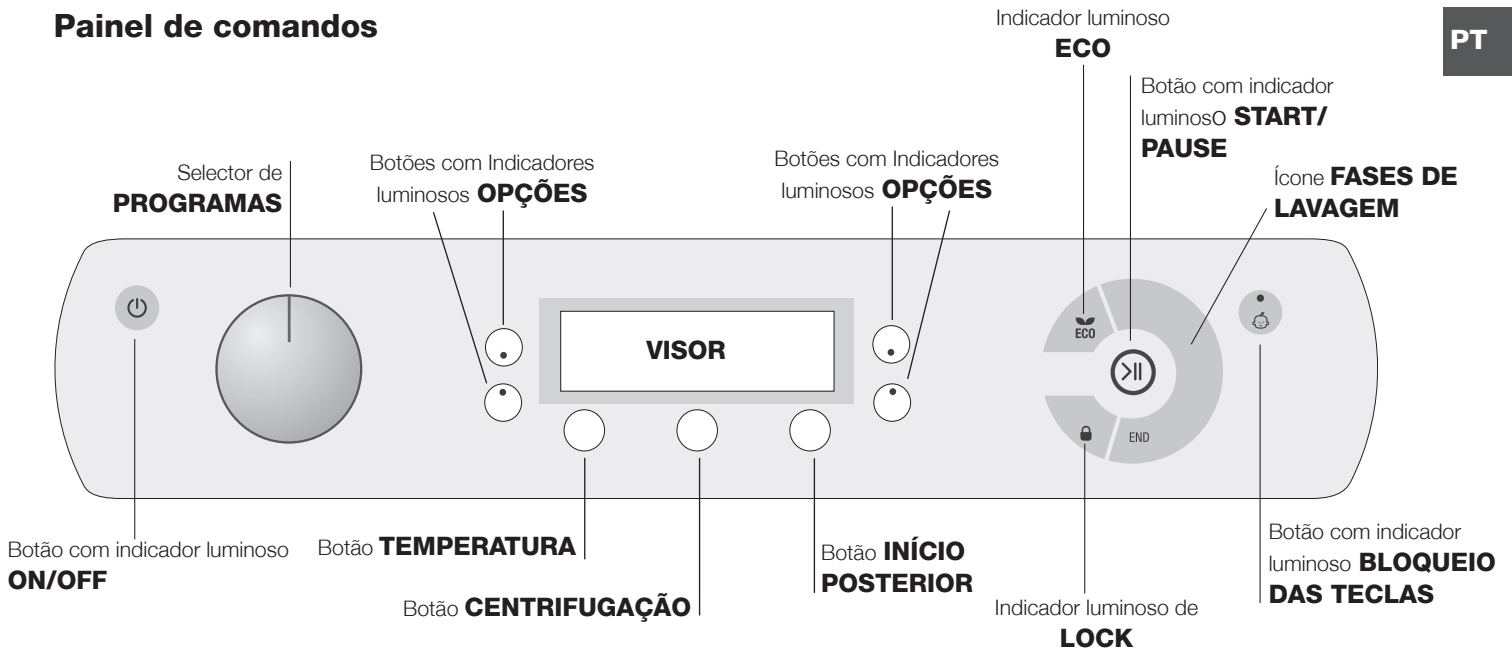 Painel de comandos
PT
Indicador luminoso
ECO
Botão com indicador
luminosO START/
PAUSE
Selector de
PROGRAMAS
Botões com Indicadores
luminosos OPÇÕES
Botões com Indicadores
luminosos OPÇÕES
Ícone FASES DE
LAVAGEM
VISOR
ECO
END
Botão com indicador luminoso
ON/OFF
Botão TEMPERATURA
Botão CENTRIFUGAÇÃO
Botão INÍCIO
POSTERIOR
Indicador luminoso de
LOCK
Botão com indicador
luminoso BLOQUEIO
DAS TECLAS